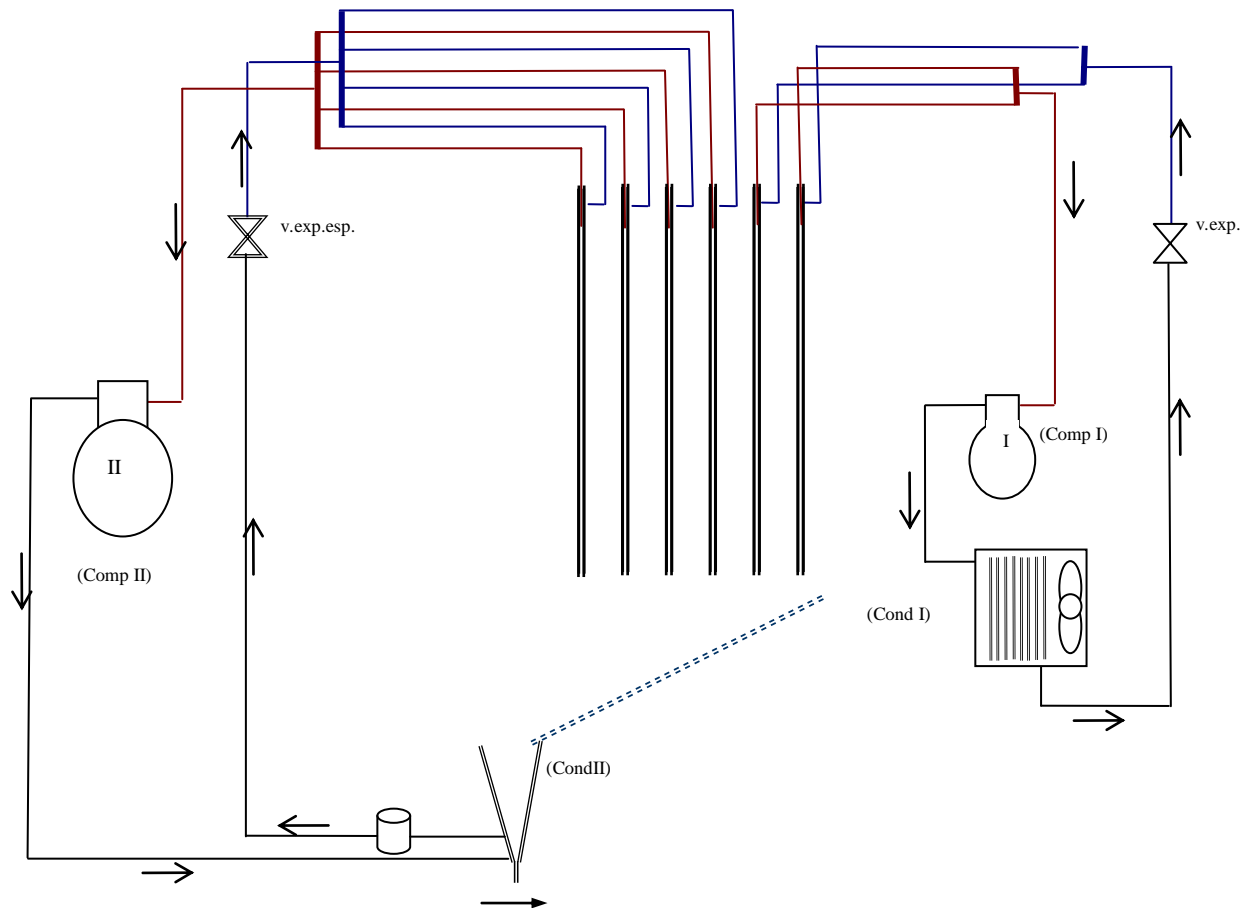 v.exp.esp.
v.exp.
II
I
(Comp I)
(Comp II)
(Cond I)
(CondII)